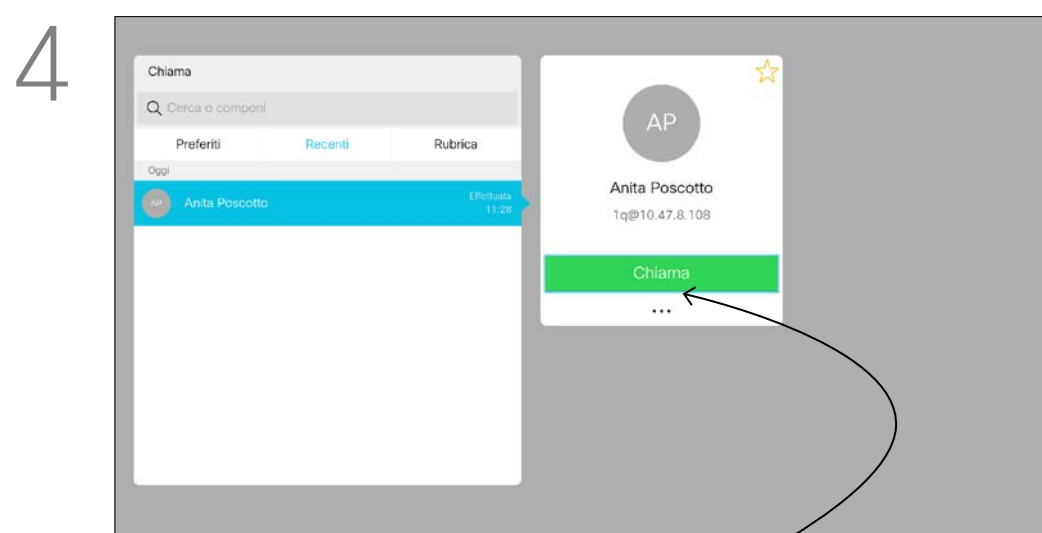 4
Chiama
Cerca o componi
Preferiti Recenti Rubrica
Oggi
AP Anita Poscotto Effettuata
11:28
AP
Anita Poscotto
1q@10.47.8.108
Chiama
...